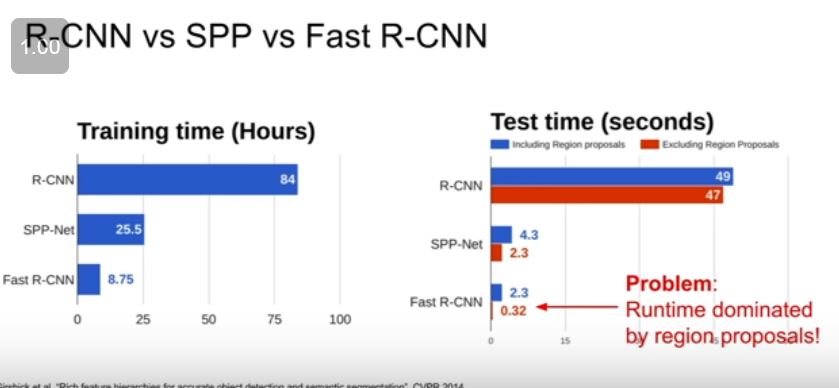 R-CNN vs SPP vs Fast R-CNN
1.00
Training time (Hours)
R-CNN
84
SPP-Net
25.5
Fast R-CNN
8.75
0 25 50 75 100
Test time (seconds)
Including Region proposals Excluding Region Proposals
R-CNN
49
47
SPP-Net
4.3
2.3
Fast R-CNN
2.3
0.32
Problem:
Runtime dominated
by region proposals!
0 15 45
Girshick et al, "Rich feature hierarchies for accurate object detection and semantic segmentation", CVPR 2014.